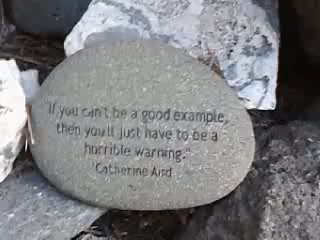 "If you can't be a good example,
then you'll just have to be a
horrible warning."
Catherine Aird